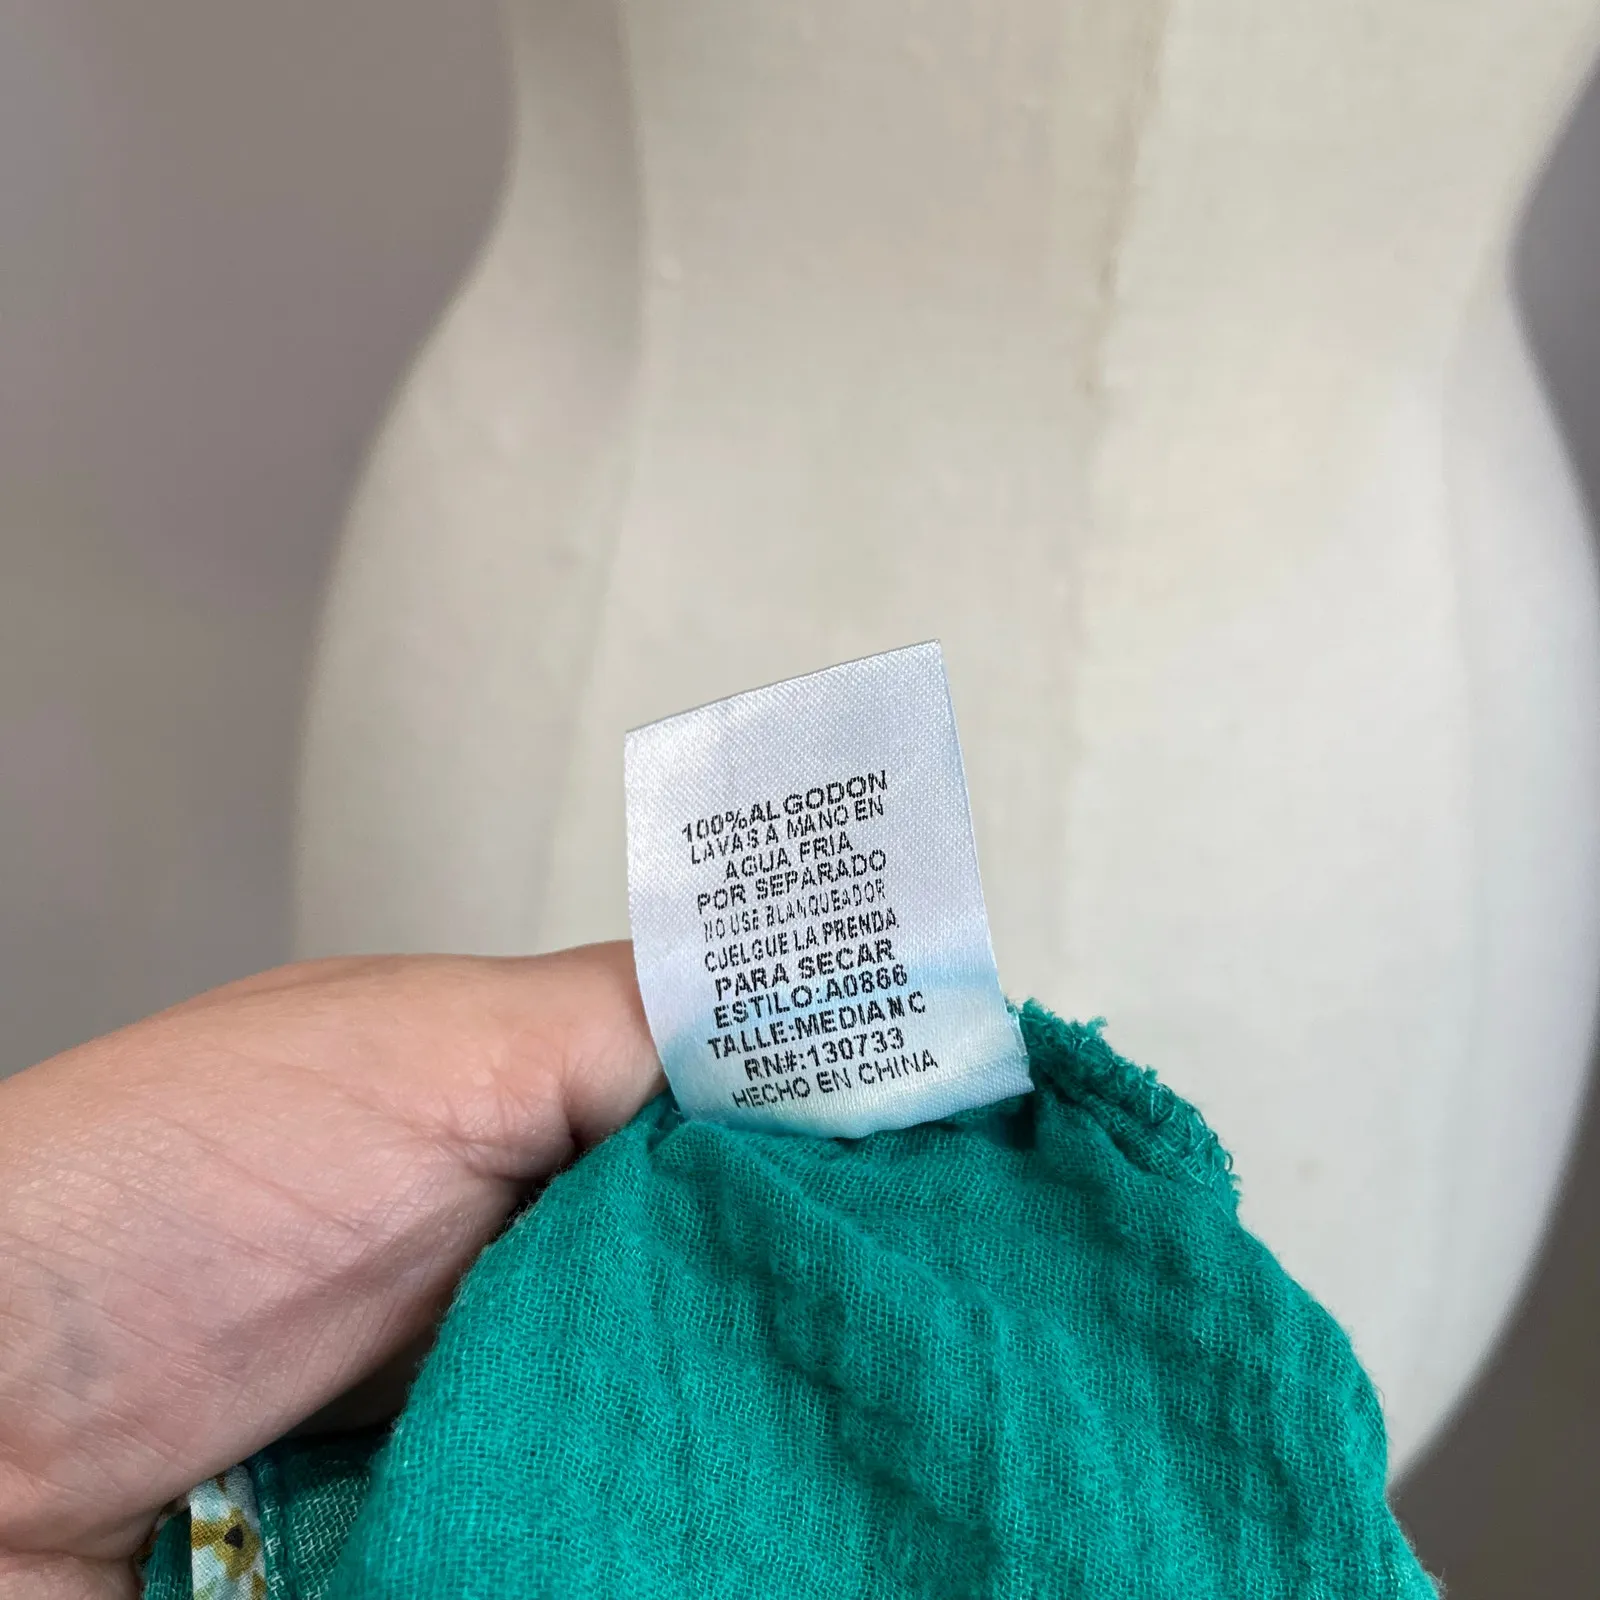 100%ALGODON
LAVAS A MANO EN
AGUA FRIA
POR SEPARADO
NO USE BLANQUEADOR
CUELGUE LA PRENDA
PARA SECAR
ESTILO:A0866
TALLE:MEDIANC
RN#:130733
HECHO EN CHINA